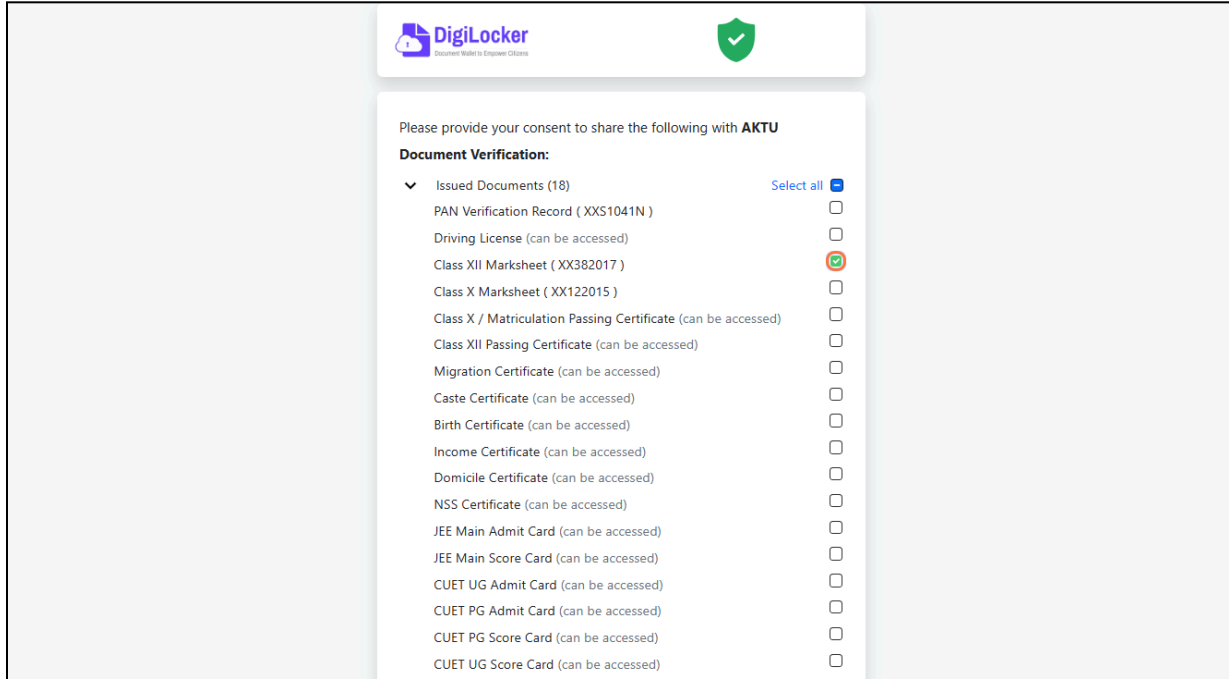 DigiLocker
Document Wallet to Empower Citizens
Please provide your consent to share the following with AKTU
Document Verification:
Issued Documents (18) Select all
PAN Verification Record ( XXS1041N )
Driving License (can be accessed)
Class XII Marksheet ( XX382017 )
Class X Marksheet ( XX122015 )
Class X / Matriculation Passing Certificate (can be accessed)
Class XII Passing Certificate (can be accessed)
Migration Certificate (can be accessed)
Caste Certificate (can be accessed)
Birth Certificate (can be accessed)
Income Certificate (can be accessed)
Domicile Certificate (can be accessed)
NSS Certificate (can be accessed)
JEE Main Admit Card (can be accessed)
JEE Main Score Card (can be accessed)
CUET UG Admit Card (can be accessed)
CUET PG Admit Card (can be accessed)
CUET PG Score Card (can be accessed)
CUET UG Score Card (can be accessed)